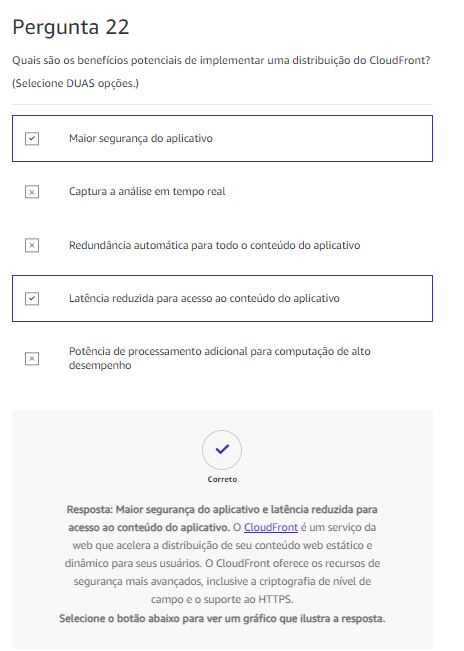 Pergunta 22
Quais são os benefícios potenciais de implementar uma distribuição do CloudFront?
(Selecione DUAS opções.)
Maior segurança do aplicativo
Captura a análise em tempo real
Redundância automática para todo o conteúdo do aplicativo
Latência reduzida para acesso ao conteúdo do aplicativo
Potência de processamento adicional para computação de alto
desempenho
Correto
Resposta: Maior segurança do aplicativo e latência reduzida para
acesso ao conteúdo do aplicativo. O CloudFront é um serviço da
web que acelera a distribuição de seu conteúdo web estático e
dinâmico para seus usuários. O CloudFront oferece os recursos de
segurança mais avançados, inclusive a criptografia de nível de
campo e o suporte ao HTTPS.
Selecione o botão abaixo para ver um gráfico que ilustra a resposta.